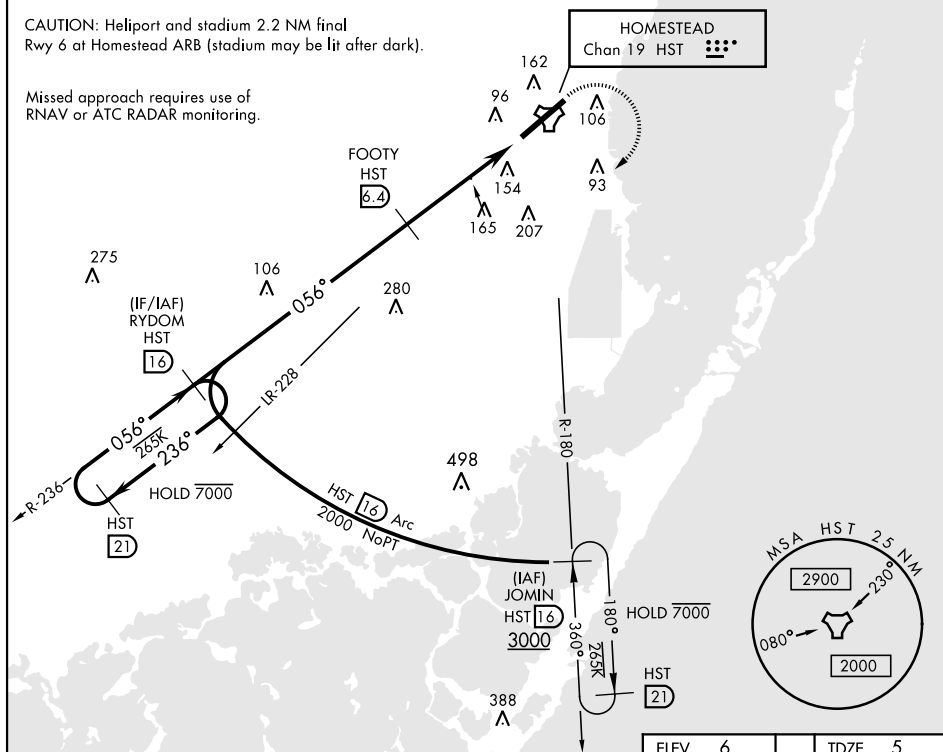 CAUTION: Heliport and stadium 2.2 NM final
Rwy 6 at Homestead ARB (stadium may be lit after dark).
HOMESTEAD
Chan 19 HST
Missed approach requires use of
RNAV or ATC RADAR monitoring.
162
96
106
FOOTY
HST
6.4
154
93
165
207
275
106
056°
280
(IF/IAF)
RYDOM
HST
16
LR-228
056°
265K
236°
R-180
R-236
HOLD 7000
498
HST
21
HST 16 Arc
2000 NoPT
(IAF)
JOMIN
HST 16
3000
360°
180°
265K
HOLD 7000
HST
21
388
MSA HST 25 NM
2900
230°
080°
2000
ELEV 6
TDZE 5